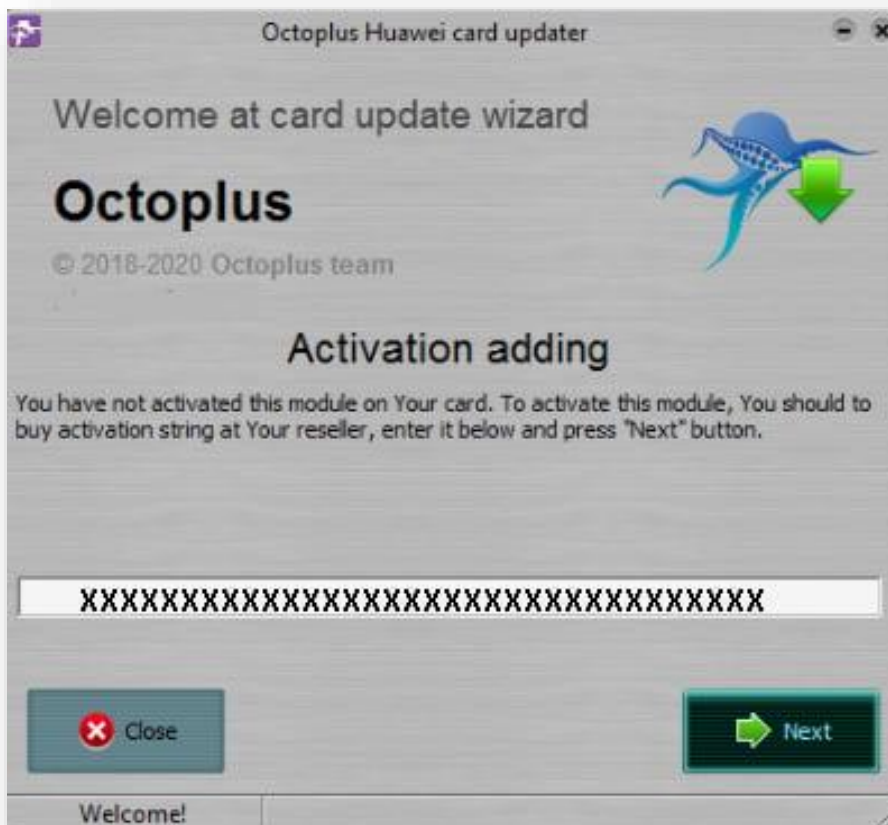 Octoplus Huawei card updater
Welcome at card update wizard
Octoplus
© 2018-2020 Octoplus team
Activation adding
You have not activated this module on Your card. To activate this module, You should to
buy activation string at Your reseller, enter it below and press "Next" button.
XXXXXXXXXXXXXXXXXXXXXXXXXXXXXXXXXX
Close
Next
Welcome!